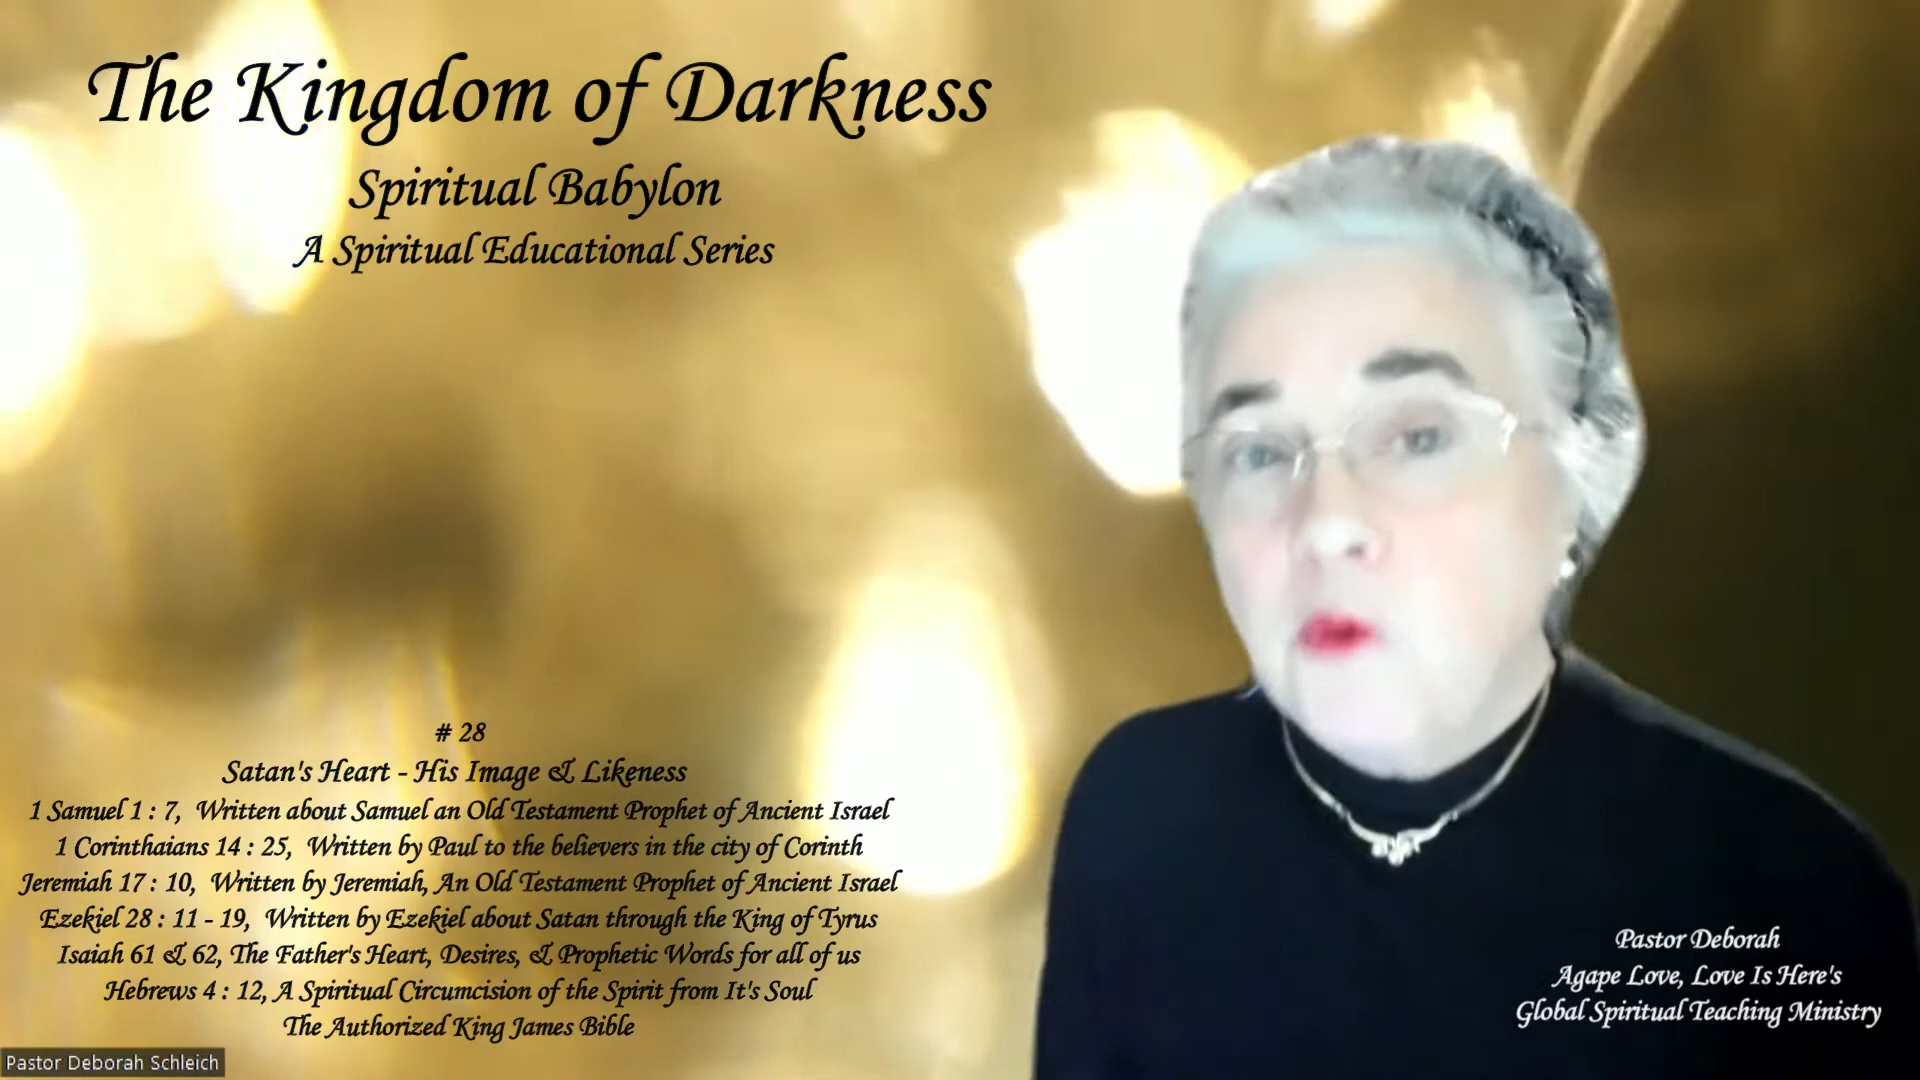 The Kingdom of Darkness
Spiritual Babylon
A Spiritual Educational Series
# 28
Satan's Heart - His Image & Likeness
1 Samuel 1 : 7, Written about Samuel an Old Testament Prophet of Ancient Israel
1 Corinthaians 14 : 25, Written by Paul to the believers in the city of Corinth
Jeremiah 17 : 10, Written by Jeremiah, An Old Testament Prophet of Ancient Israel
Ezekiel 28 : 11 - 19, Written by Ezekiel about Satan through the King of Tyrus
Isaiah 61 & 62, The Father's Heart, Desires, & Prophetic Words for all of us
Hebrews 4 : 12, A Spiritual Circumcision of the Spirit from It's Soul
The Authorized King James Bible
Pastor Deborah
Agape Love, Love Is Here's
Global Spiritual Teaching Ministry
Pastor Deborah Schleich